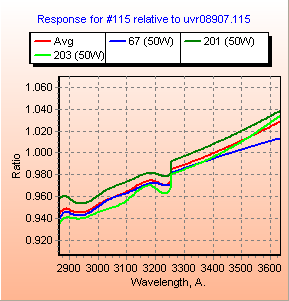 Response for #115 relative to uvr08907.115
Avg 67 (50W) 201 (50W)
203 (50W)
1.060
1.040
1.020
1.000
0.980
0.960
0.940
0.920
Ratio
2900 3000 3100 3200 3300 3400 3500 3600
Wavelength, A.